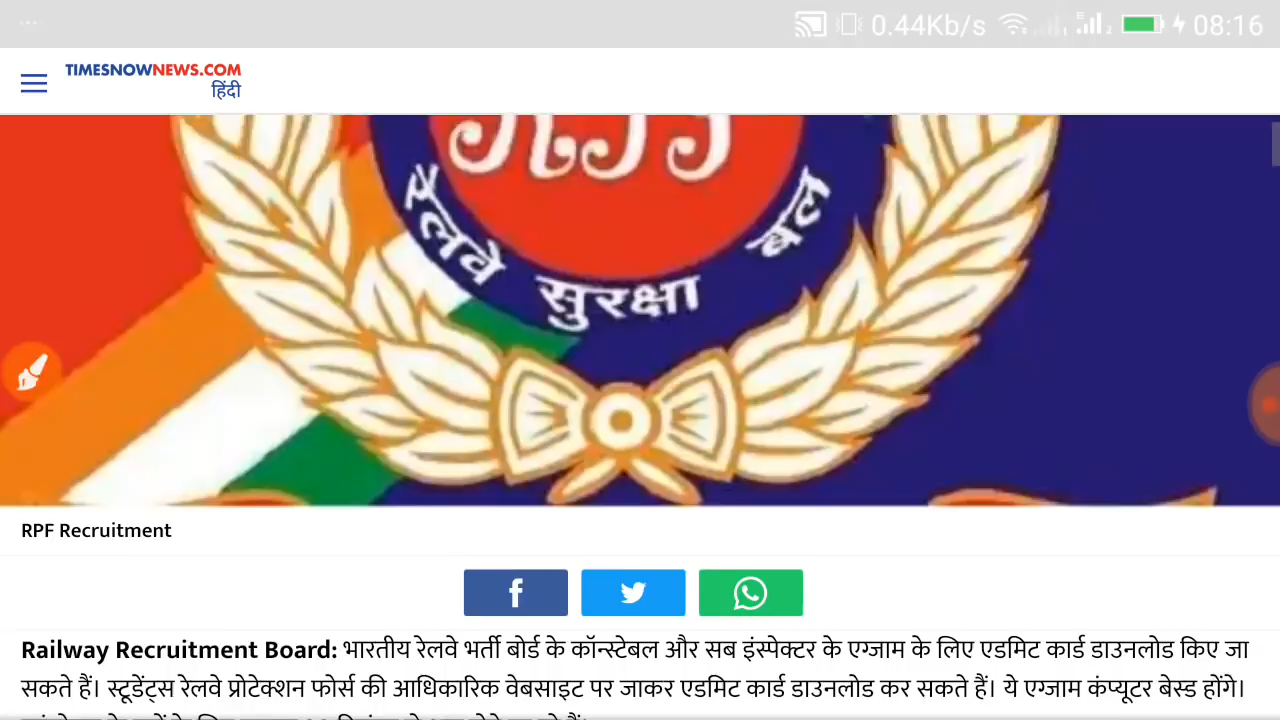 0.44Kb/s 08:16
TIMESNOWNEWS.COM
हिंदी
रेलवे सुरक्षा बल
RPF Recruitment
Railway Recruitment Board: भारतीय रेलवे भर्ती बोर्ड के कॉन्स्टेबल और सब इंस्पेक्टर के एग्जाम के लिए एडमिट कार्ड डाउनलोड किए जा
सकते हैं। स्टूडेंट्स रेलवे प्रोटेक्शन फोर्स की आधिकारिक वेबसाइट पर जाकर एडमिट कार्ड डाउनलोड कर सकते हैं। ये एग्जाम कंप्यूटर बेस्ड होंगे।